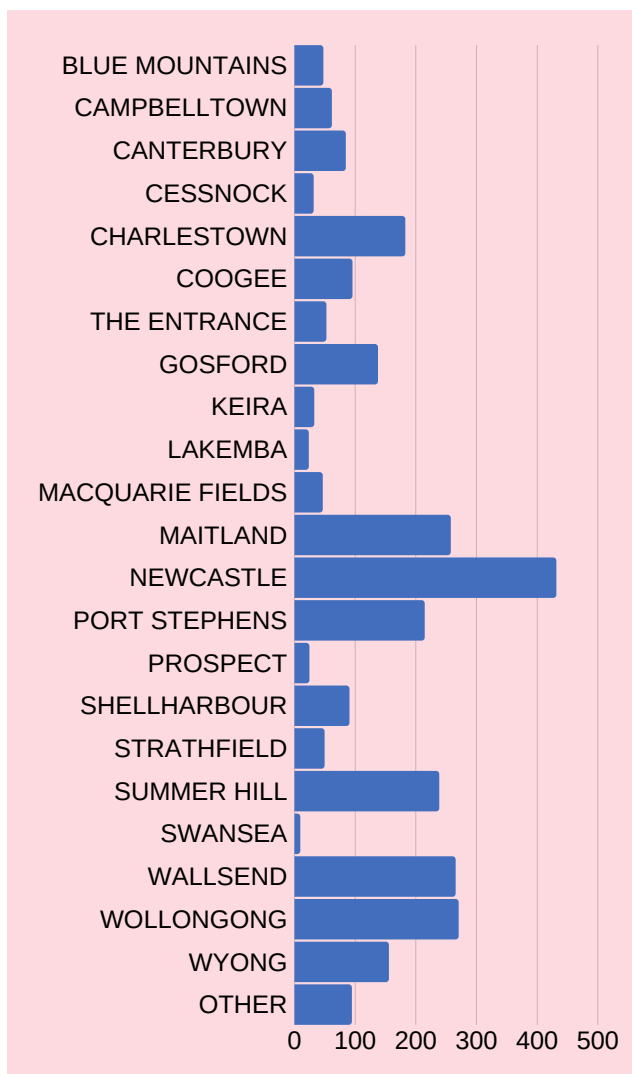 BLUE MOUNTAINS
CAMPBELLTOWN
CANTERBURY
CESSNOCK
CHARLESTOWN
COOGEE
THE ENTRANCE
GOSFORD
KEIRA
LAKEMBA
MACQUARIE FIELDS
MAITLAND
NEWCASTLE
PORT STEPHENS
PROSPECT
SHELLHARBOUR
STRATHFIELD
SUMMER HILL
SWANSEA
WALLSEND
WOLLONGONG
WYONG
OTHER
0 100 200 300 400 500